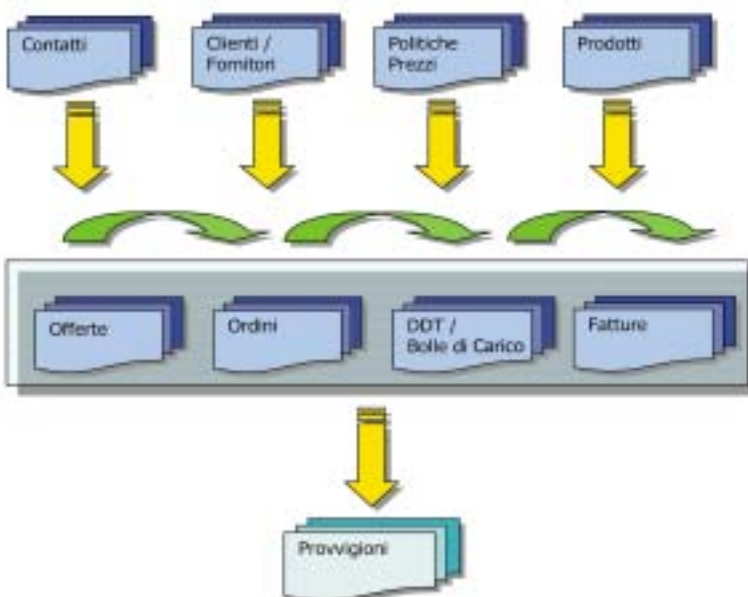 Contatti
Clienti /
Fornitori
Politiche
Prezzi
Prodotti
Offerte
Ordini
DDT /
Bolle di Carico
Fatture
Provvigioni